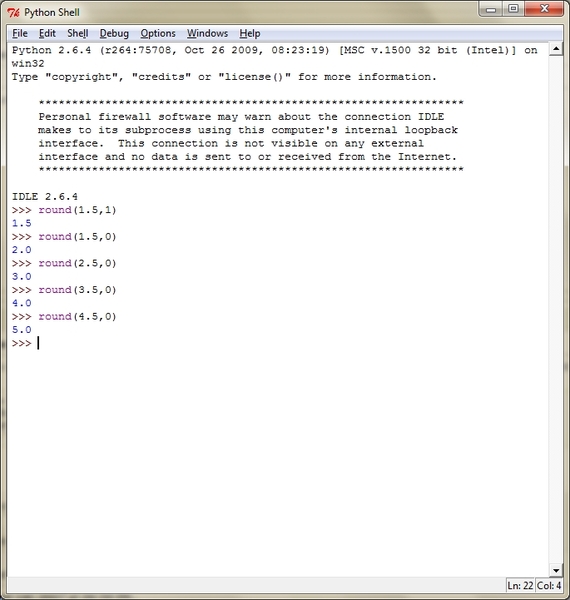 Python Shell
File Edit Shell Debug Options Windows Help
Python 2.6.4 (r264:75708, Oct 26 2009, 08:23:19) [MSC v.1500 32 bit (Intel)] on
win32
Type "copyright", "credits" or "license()" for more information.
****************************************************************
Personal firewall software may warn about the connection IDLE
makes to its subprocess using this computer's internal loopback
interface.  This connection is not visible on any external
interface and no data is sent to or received from the Internet.
****************************************************************
IDLE 2.6.4
>>> round(1.5,1)
1.5
>>> round(1.5,0)
2.0
>>> round(2.5,0)
3.0
>>> round(3.5,0)
4.0
>>> round(4.5,0)
5.0
>>>
Ln: 22 Col: 4